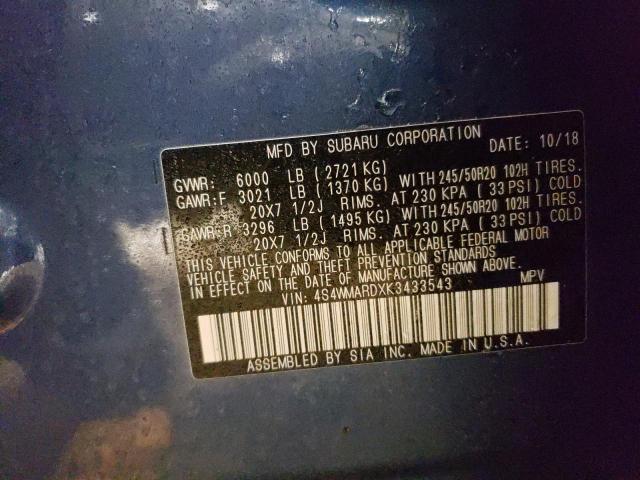 MFD BY SUBARU CORPORATION DATE: 10/18
GVWR: 6000 LB (2721 KG)
GAWR:F 3021 LB (1370 KG) WITH 245/50R20 102H TIRES.
20X7 1/2J RIMS. AT 230 KPA (33 PSI) COLD
GAWR:R 3296 LB (1495 KG) WITH 245/50R20 102H TIRES.
20X7 1/2J RIMS. AT 230 KPA (33 PSI) COLD
THIS VEHICLE CONFORMS TO ALL APPLICABLE FEDERAL MOTOR
VEHICLE SAFETY AND THEFT PREVENTION STANDARDS
IN EFFECT ON THE DATE OF MANUFACTURE SHOWN ABOVE.
VIN: 4S4WMARDXK3433543 MPV
ASSEMBLED BY SIA INC. MADE IN U.S.A.